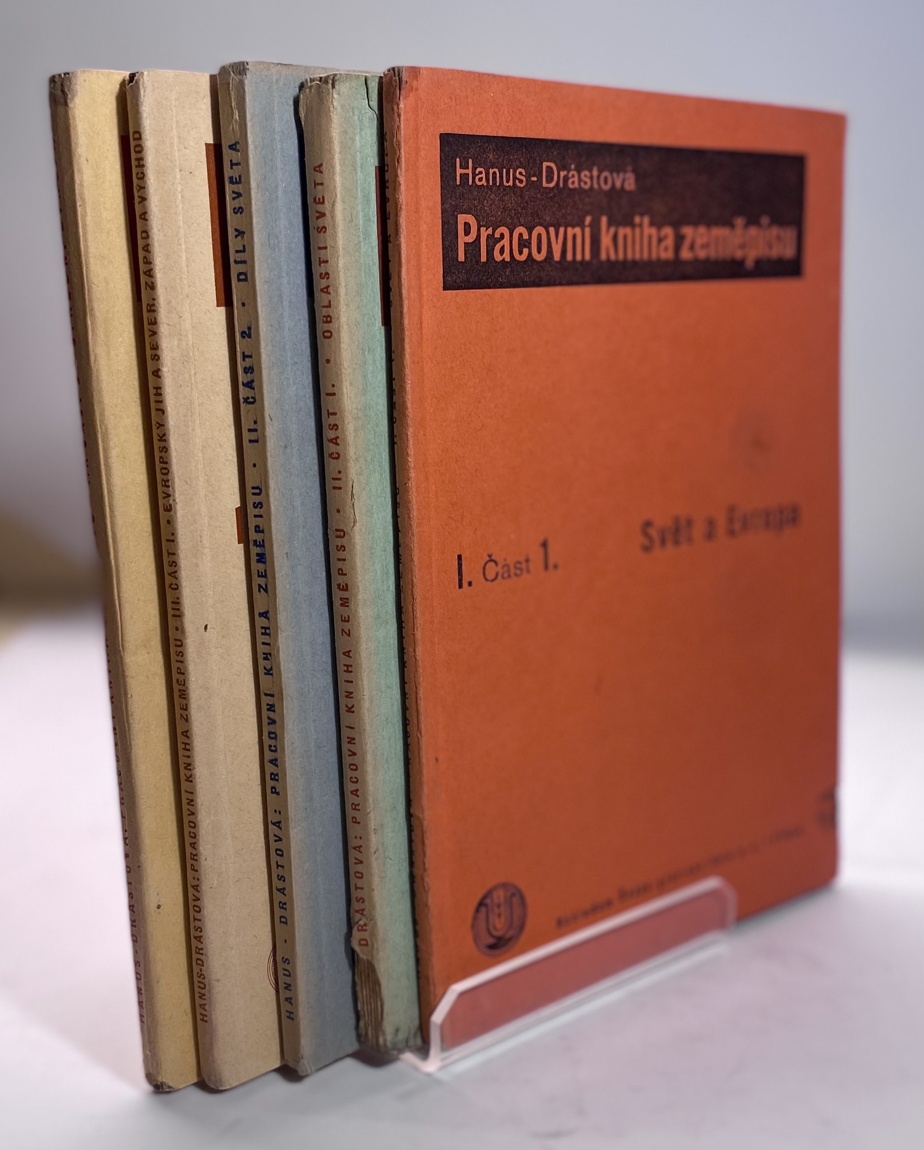 Hanus-Drástová
Pracovní kniha zeměpisu
I. Část 1.
Svět a Evropa
DRÁSTOVÁ: PRACOVNÍ KNIHA ZEMĚPISU • II. ČÁST I. • OBLASTI SVĚTA
HANUS - DRÁSTOVÁ: PRACOVNÍ KNIHA ZEMĚPISU • II. ČÁST 2. • DÍLY SVĚTA
HANUS-DRÁSTOVÁ: PRACOVNÍ KNIHA ZEMĚPISU • III. ČÁST I. • EVROPSKÝ JIH A SEVER, ZÁPAD A VÝCHOD
HANUS-DRÁSTOVÁ: